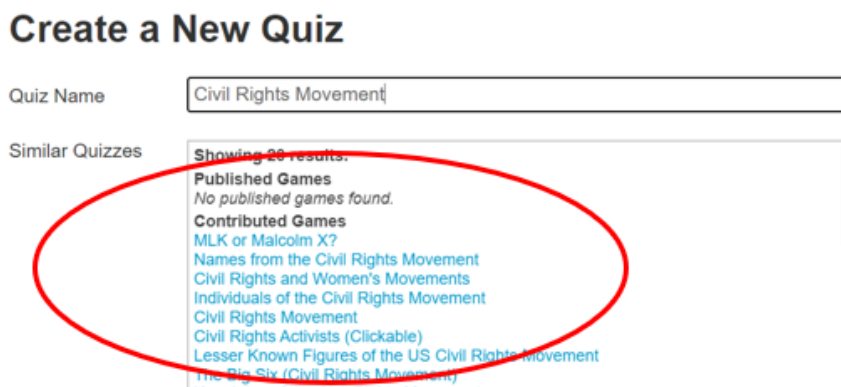 Create a New Quiz
Quiz Name
Civil Rights Movement
Similar Quizzes
Showing 20 results:
Published Games
No published games found.
Contributed Games
MLK or Malcolm X?
Names from the Civil Rights Movement
Civil Rights and Women's Movements
Individuals of the Civil Rights Movement
Civil Rights Movement
Civil Rights Activists (Clickable)
Lesser Known Figures of the US Civil Rights Movement
The Big Six (Civil Rights Movement)